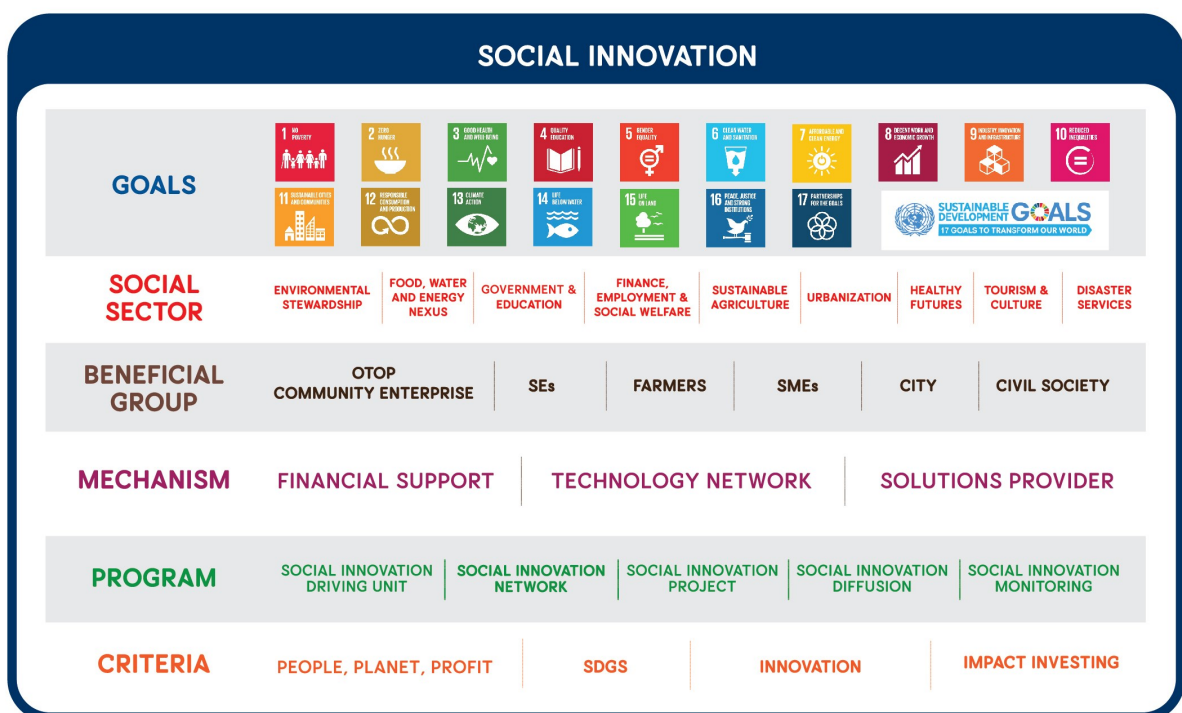 SOCIAL INNOVATION
GOALS
1 NO POVERTY
2 ZERO HUNGER
3 GOOD HEALTH AND WELL-BEING
4 QUALITY EDUCATION
5 GENDER EQUALITY
6 CLEAN WATER AND SANITATION
7 AFFORDABLE AND CLEAN ENERGY
8 DECENT WORK AND ECONOMIC GROWTH
9 INDUSTRY, INNOVATION AND INFRASTRUCTURE
10 REDUCED INEQUALITIES
11 SUSTAINABLE CITIES AND COMMUNITIES
12 RESPONSIBLE CONSUMPTION AND PRODUCTION
13 CLIMATE ACTION
14 LIFE BELOW WATER
15 LIFE ON LAND
16 PEACE, JUSTICE AND STRONG INSTITUTIONS
17 PARTNERSHIPS FOR THE GOALS
SUSTAINABLE
DEVELOPMENT GOALS
17 GOALS TO TRANSFORM OUR WORLD
SOCIAL
SECTOR
ENVIRONMENTAL
STEWARDSHIP
FOOD, WATER
AND ENERGY
NEXUS
GOVERNMENT &
EDUCATION
FINANCE,
EMPLOYMENT &
SOCIAL WELFARE
SUSTAINABLE
AGRICULTURE
URBANIZATION
HEALTHY
FUTURES
TOURISM &
CULTURE
DISASTER
SERVICES
BENEFICIAL
GROUP
OTOP
COMMUNITY ENTERPRISE
SEs
FARMERS
SMEs
CITY
CIVIL SOCIETY
MECHANISM
FINANCIAL SUPPORT
TECHNOLOGY NETWORK
SOLUTIONS PROVIDER
PROGRAM
SOCIAL INNOVATION
DRIVING UNIT
SOCIAL INNOVATION
NETWORK
SOCIAL INNOVATION
PROJECT
SOCIAL INNOVATION
DIFFUSION
SOCIAL INNOVATION
MONITORING
CRITERIA
PEOPLE, PLANET, PROFIT
SDGS
INNOVATION
IMPACT INVESTING